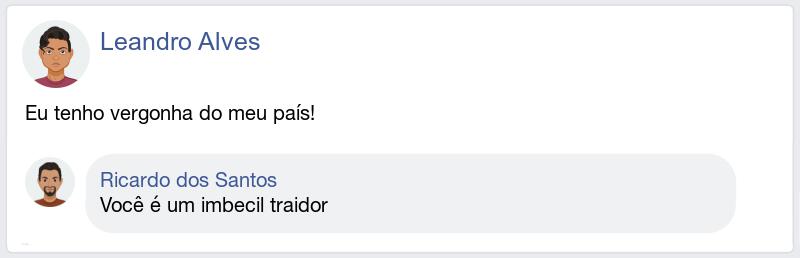 Leandro Alves
Eu tenho vergonha do meu país!
Ricardo dos Santos
Você é um imbecil traidor